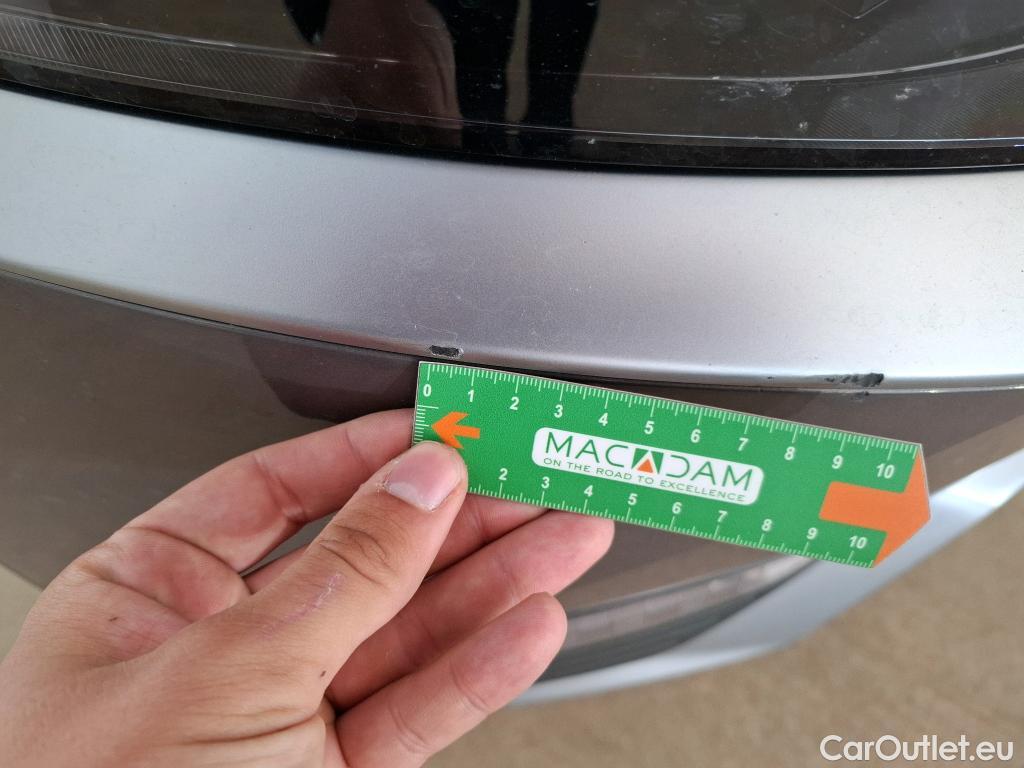 0 1 2 3 4 5 6 7 8 9 10
MACADAM
ON THE ROAD TO EXCELLENCE
2 3 4 5 6 7 8 9 10
CarOutlet.eu